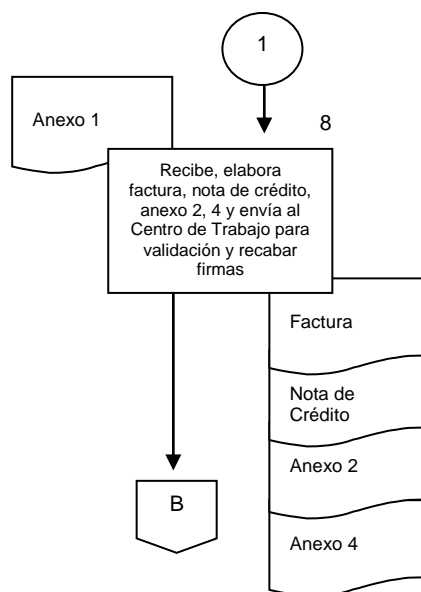 1
Anexo 1
8
Recibe, elabora
factura, nota de crédito,
anexo 2, 4 y envía al
Centro de Trabajo para
validación y recabar
firmas
Factura
Nota de
Crédito
Anexo 2
B
Anexo 4